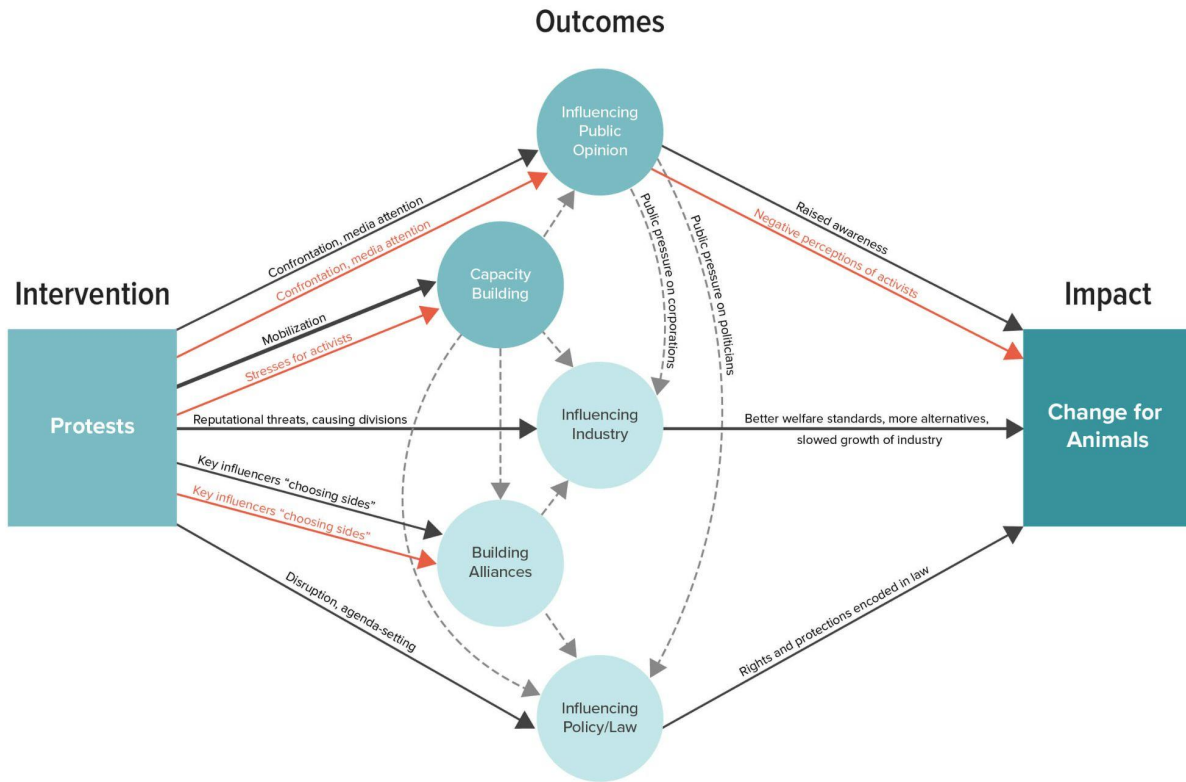 Outcomes
Influencing
Public
Opinion
Confrontation, media attention
Confrontation, media attention
Public pressure on corporations
Public pressure on politicians
Raised awareness
Negative perceptions of activists
Capacity
Building
Intervention
Impact
Mobilization
Stresses for activists
Protests
Reputational threats, causing divisions
Influencing
Industry
Better welfare standards, more alternatives,
slowed growth of industry
Change for
Animals
Key influencers “choosing sides”
Key influencers “choosing sides”
Building
Alliances
Disruption, agenda-setting
Rights and protections encoded in law
Influencing
Policy/Law